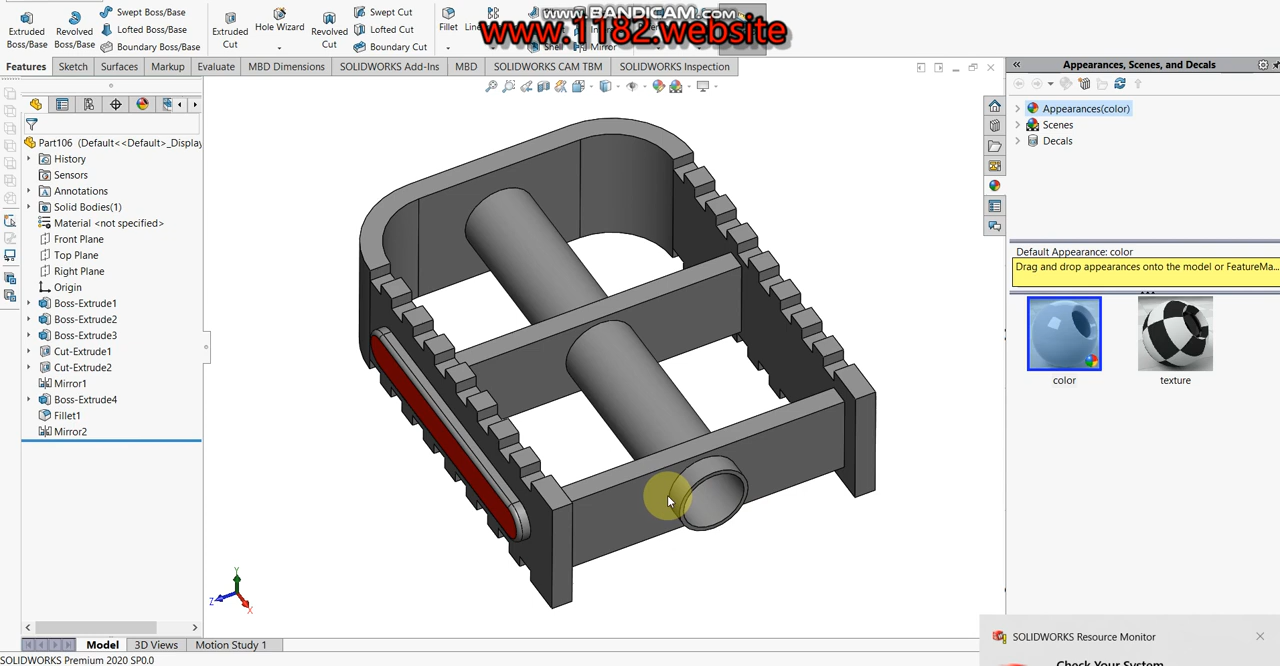 www.BANDICAM.com
www.1182.website
Extruded Boss/Base
Revolved Boss/Base
Swept Boss/Base
Lofted Boss/Base
Boundary Boss/Base
Extruded Cut
Hole Wizard
Revolved Cut
Swept Cut
Lofted Cut
Boundary Cut
Fillet
Shell
Mirror
Features
Sketch
Surfaces
Markup
Evaluate
MBD Dimensions
SOLIDWORKS Add-Ins
MBD
SOLIDWORKS CAM TBM
SOLIDWORKS Inspection
Part106 (Default<<Default>_Display
History
Sensors
Annotations
Solid Bodies(1)
Material <not specified>
Front Plane
Top Plane
Right Plane
Origin
Boss-Extrude1
Boss-Extrude2
Boss-Extrude3
Cut-Extrude1
Cut-Extrude2
Mirror1
Boss-Extrude4
Fillet1
Mirror2
Y
Z
X
Model
3D Views
Motion Study 1
SOLIDWORKS Premium 2020 SP0.0
Appearances, Scenes, and Decals
Appearances(color)
Scenes
Decals
Default Appearance: color
Drag and drop appearances onto the model or FeatureMa...
color
texture
SOLIDWORKS Resource Monitor
Check Your System